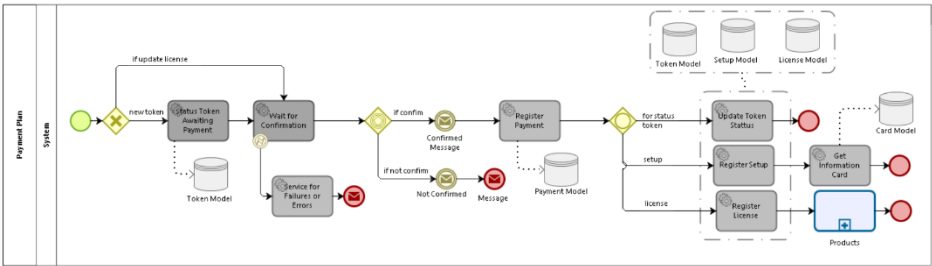 Payment Plan
System
if update license
new token
Status Token
Awaiting
Payment
Token Model
Wait for
Confirmation
Service for
Failures or
Errors
if confim
Confirmed
Message
if not confirm
Not Confirmed
Message
Register
Payment
Payment Model
Token Model
Setup Model
License Model
for status
token
Update Token
Stattus
setup
Register Setup
Get
Information
Card
Card Model
license
Register
License
Products